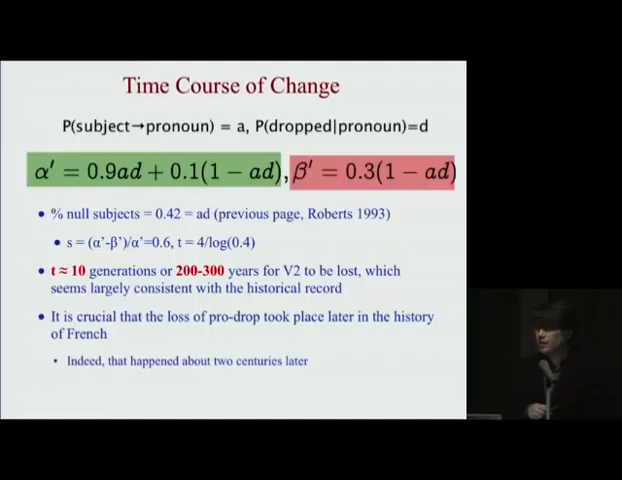 Time Course of Change
P(subject→pronoun) = a, P(dropped|pronoun)=d
α′ = 0.9ad + 0.1(1 − ad), β′ = 0.3(1 − ad)
• % null subjects = 0.42 = ad (previous page, Roberts 1993)
• s = (α'-β')/α'=0.6, t = 4/log(0.4)
• t ≈ 10 generations or 200-300 years for V2 to be lost, which
seems largely consistent with the historical record
• It is crucial that the loss of pro-drop took place later in the history
of French
• Indeed, that happened about two centuries later